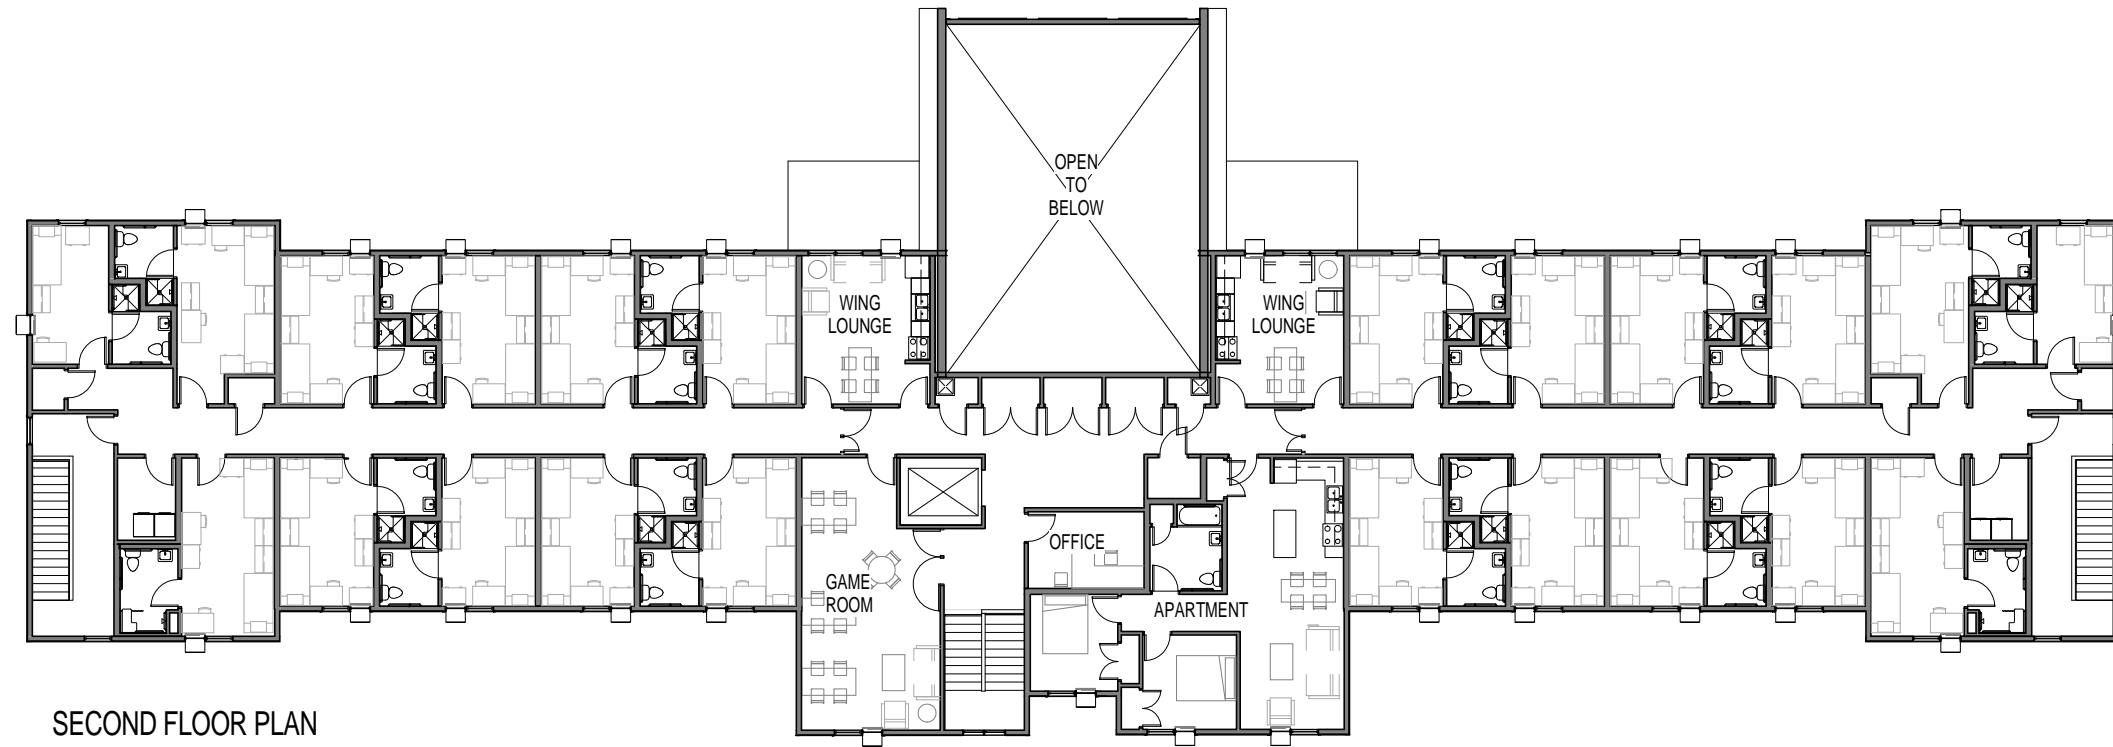 OPEN
TO
BELOW
WING
LOUNGE
WING
LOUNGE
OFFICE
GAME
ROOM
APARTMENT
SECOND FLOOR PLAN